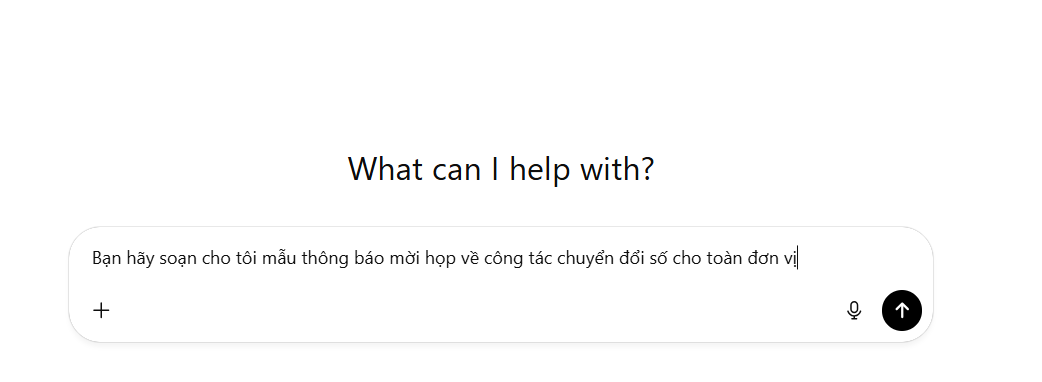 What can I help with?
Bạn hãy soạn cho tôi mẫu thông báo mời họp về công tác chuyển đổi số cho toàn đơn vị